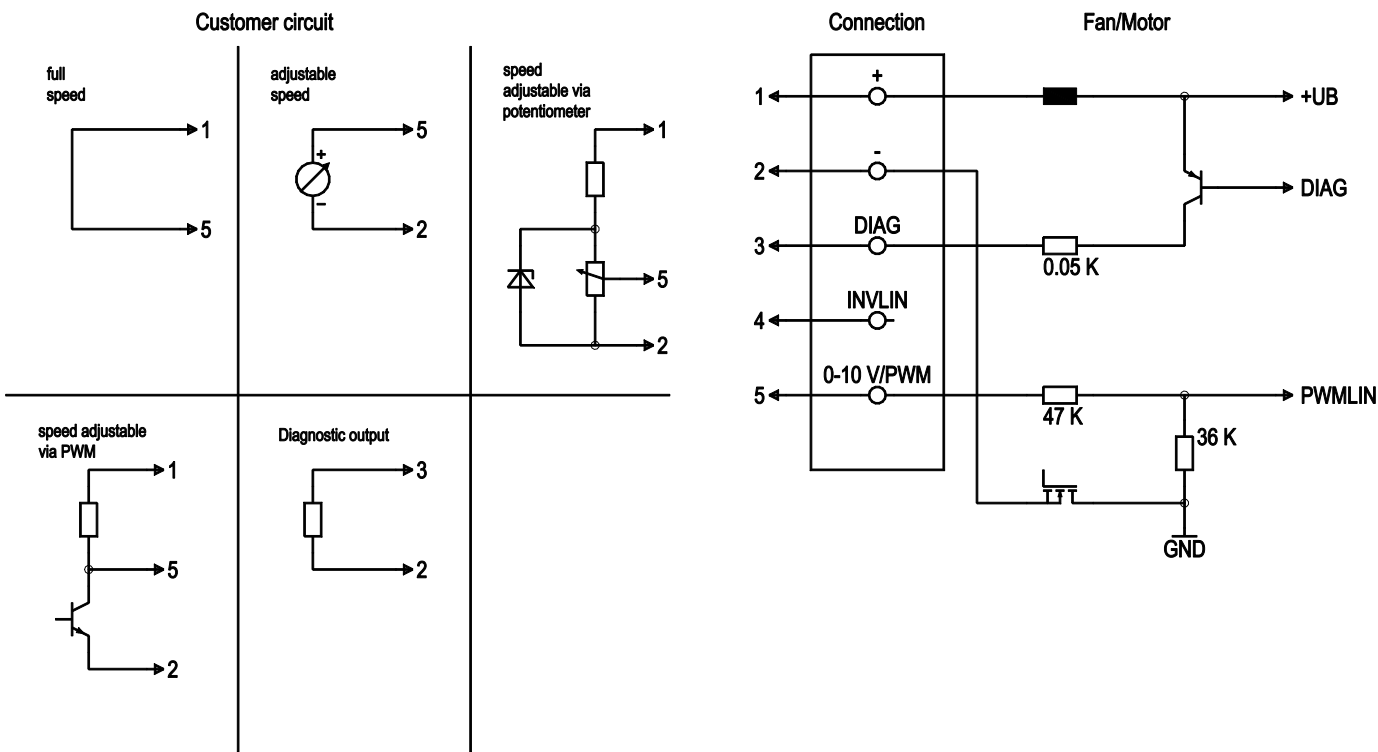 Customer circuit
full
speed
1
5
adjustable
speed
+
-
5
2
speed
adjustable via
potentiometer
1
5
2
speed adjustable
via PWM
1
5
2
Diagnostic output
3
2
Connection
Fan/Motor
1
+
+UB
2
-
DIAG
3
DIAG
0.05 K
4
INVLIN
5
0-10 V/PWM
47 K
PWMLIN
36 K
GND